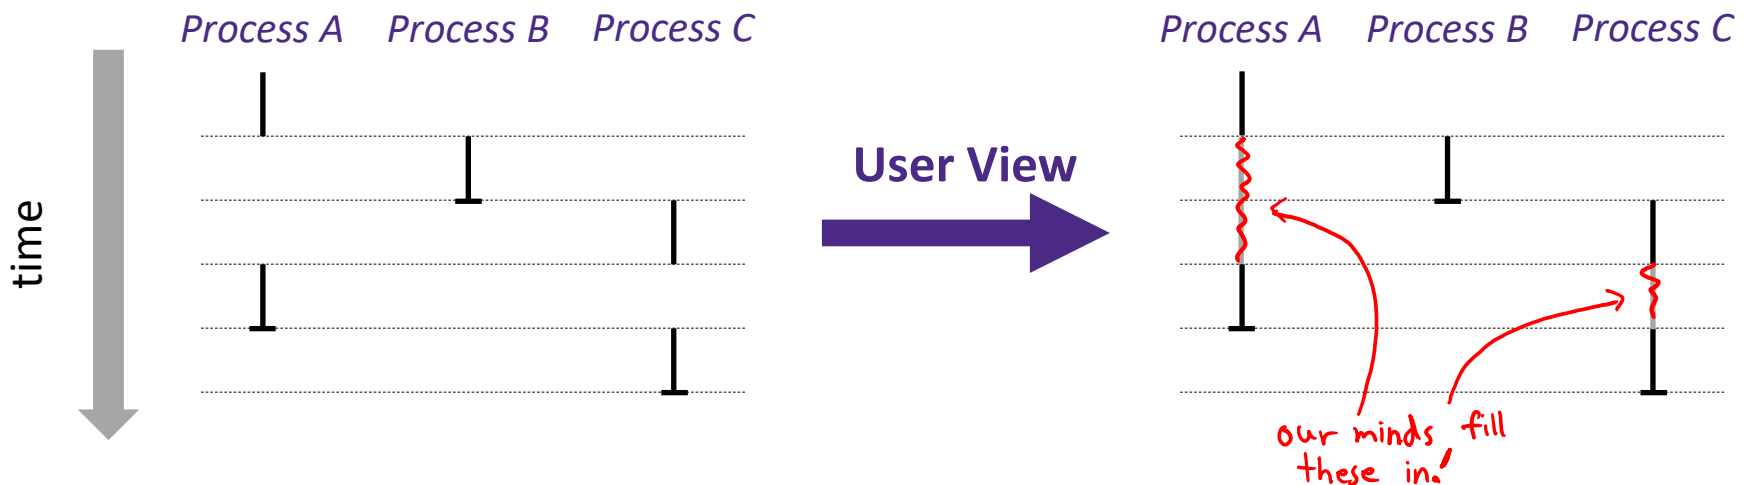 Process A Process B Process C
time
User View
Process A Process B Process C
our minds fill
these in!